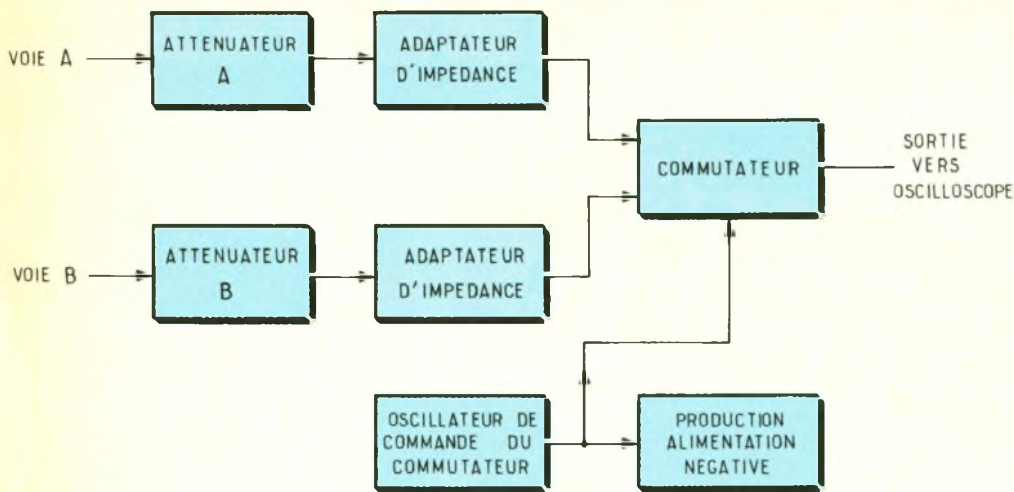 VOIE A
ATTENUATEUR
A
ADAPTATEUR
D'IMPEDANCE
COMMUTATEUR
SORTIE
VERS
OSCILLOSCOPE
VOIE B
ATTENUATEUR
B
ADAPTATEUR
D'IMPEDANCE
OSCILLATEUR DE
COMMANDE DU
COMMUTATEUR
PRODUCTION
ALIMENTATION
NEGATIVE